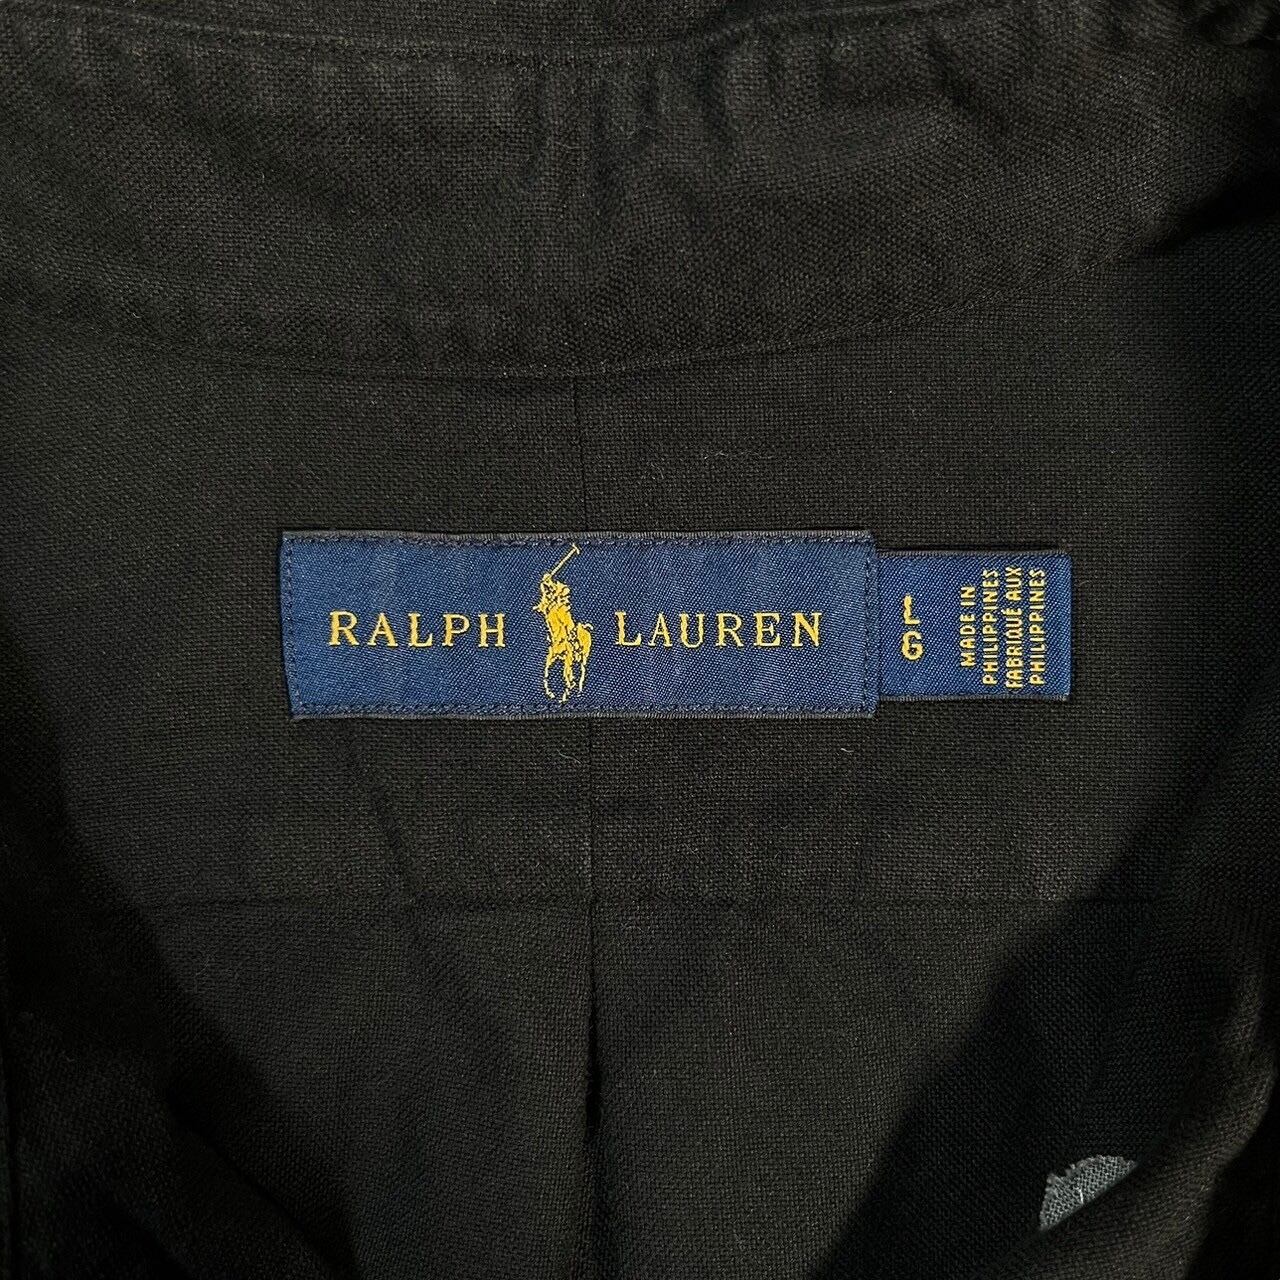 RALPH LAUREN
L
G
MADE IN
PHILIPPINES
FABRIQUÉ AUX
PHILIPPINES